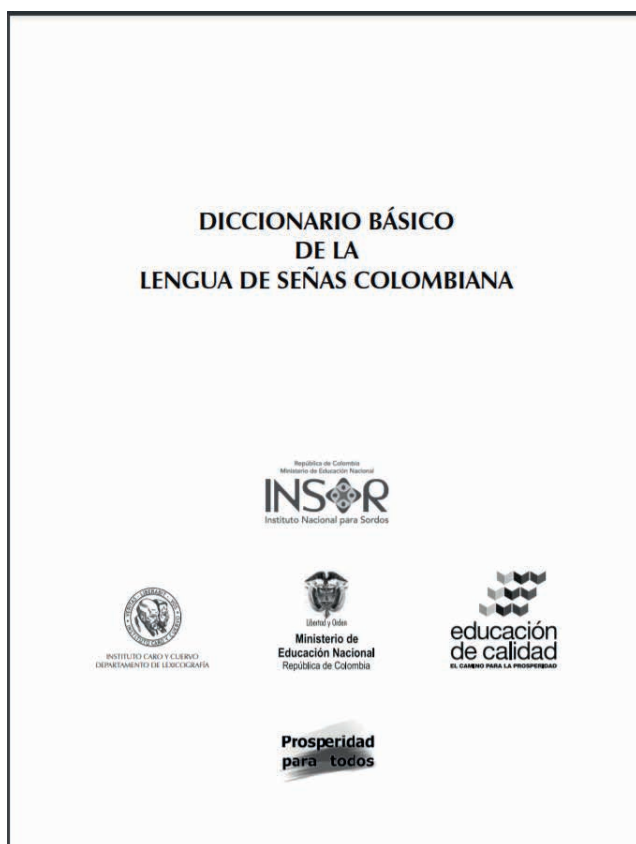 DICCIONARIO BÁSICO
DE LA
LENGUA DE SEÑAS COLOMBIANA
República de Colombia
Ministerio de Educación Nacional
INSOR
Instituto Nacional para Sordos
INSTITUTO CARO Y CUERVO
DEPARTAMENTO DE LEXICOGRAFÍA
Libertad y Orden
Ministerio de
Educación Nacional
República de Colombia
educación
de calidad
EL CAMINO PARA LA PROSPERIDAD
Prosperidad
para todos